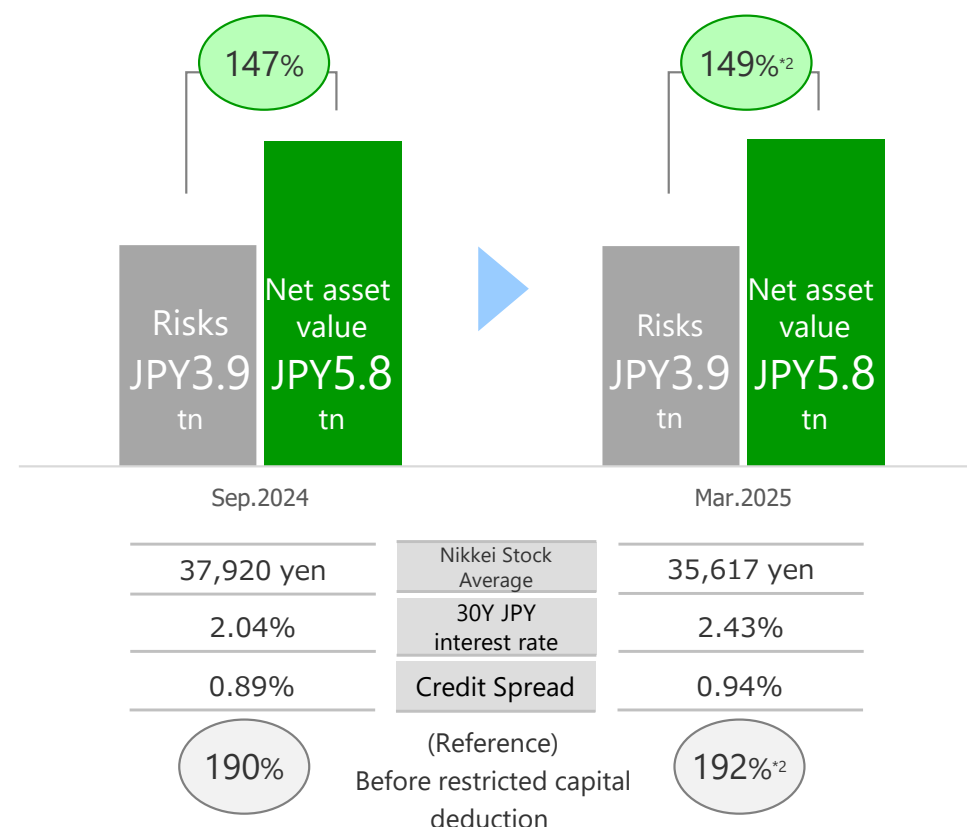 147%
149%*2
Risks
JPY3.9
tn
Net asset
value
JPY5.8
tn
Risks
JPY3.9
tn
Net asset
value
JPY5.8
tn
Sep.2024
Mar.2025
37,920 yen
Nikkei Stock
Average
35,617 yen
2.04%
30Y JPY
interest rate
2.43%
0.89%
Credit Spread
0.94%
190%
(Reference)
Before restricted capital
deduction
192%*2